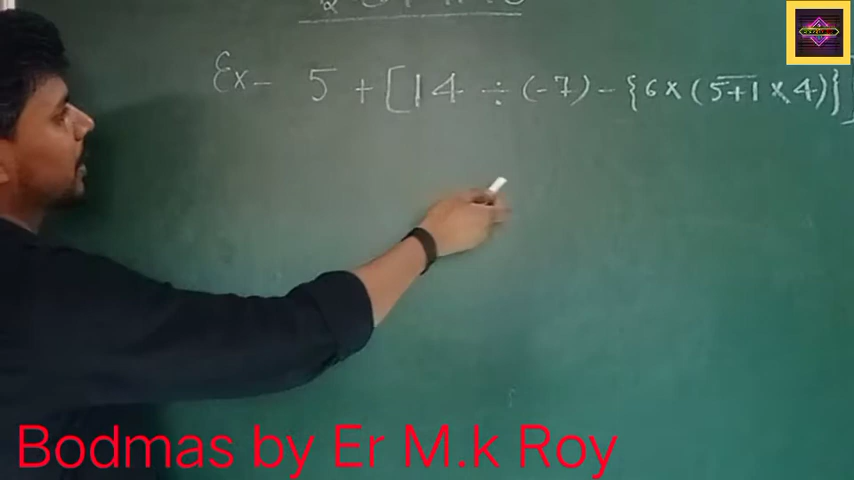 Ex - 5 + [14 ÷ (-7) - {6 × (5̅+̅1̅ × 4)}]
Bodmas by Er M.k Roy